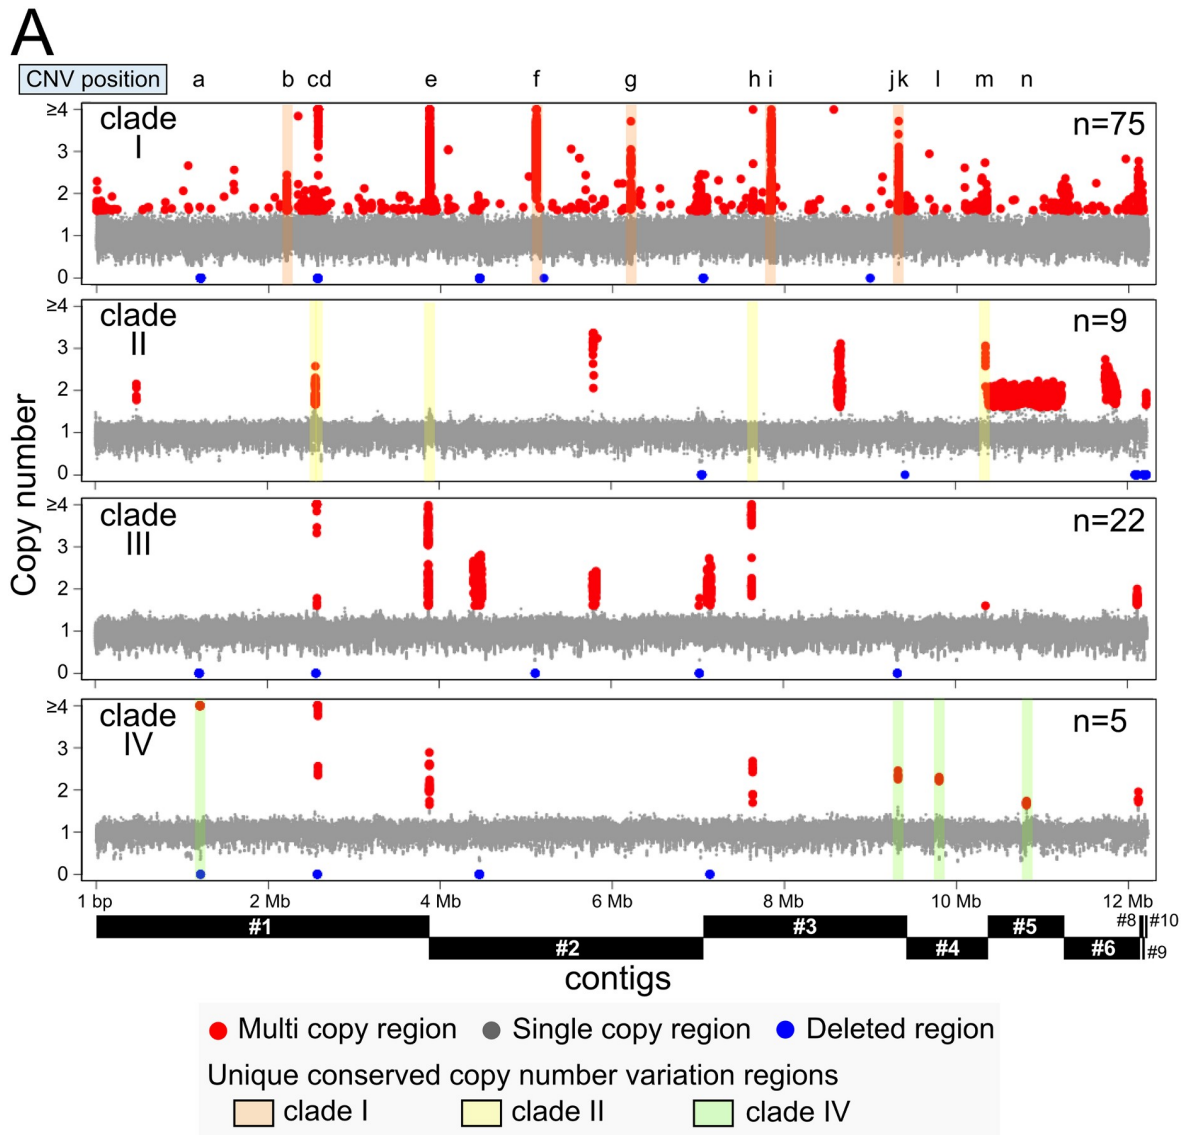 A
CNV position a b cd e f g h i jk l m n
≥4
clade
I
n=75
3
2
1
0
≥4
clade
II
n=9
3
2
1
0
≥4
clade
III
n=22
3
2
1
0
≥4
clade
IV
n=5
3
2
1
0
Copy number
1 bp 2 Mb 4 Mb 6 Mb 8 Mb 10 Mb 12 Mb
#1 #3 #5 #8 #10
#2 #4 #6 #9
contigs
Multi copy region Single copy region Deleted region
Unique conserved copy number variation regions
clade I clade II clade IV